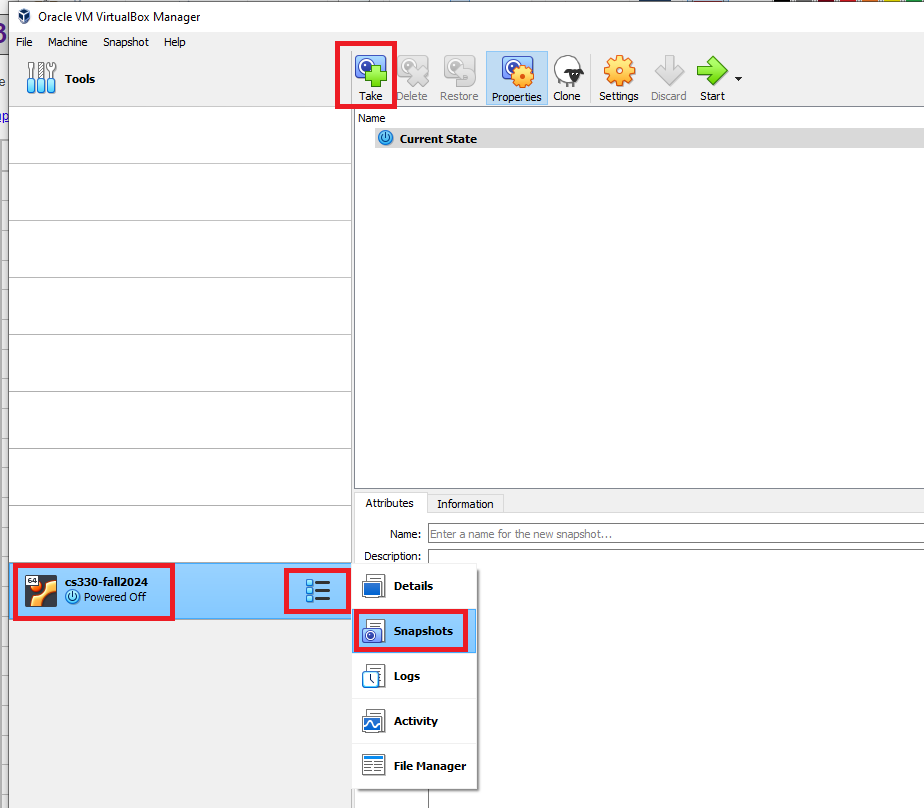 Oracle VM VirtualBox Manager
File Machine Snapshot Help
Tools
Take Delete Restore Properties Clone Settings Discard Start
Name
Current State
Attributes Information
Name: Enter a name for the new snapshot...
Description:
64
cs330-fall2024
Powered Off
Details
Snapshots
Logs
Activity
File Manager